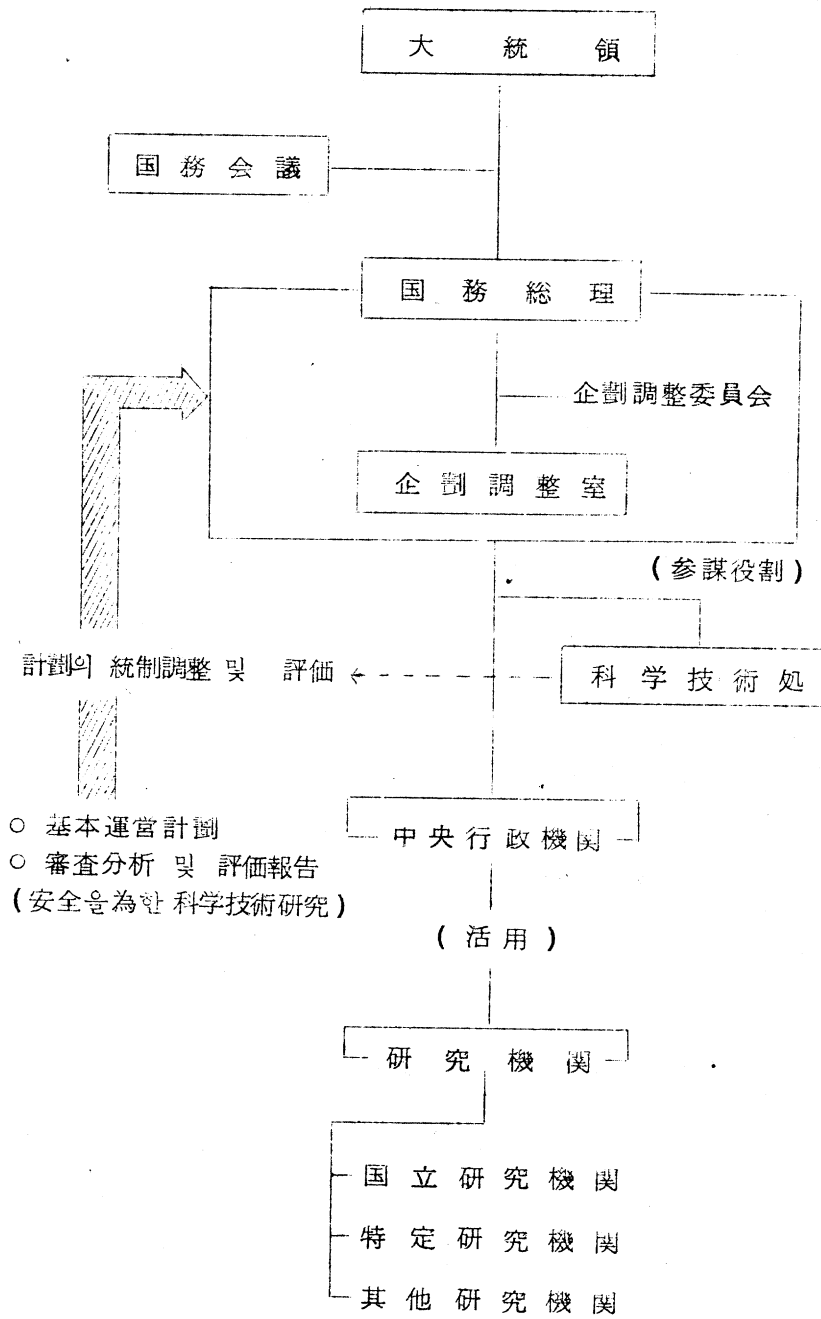 大統領
国務会議
国務総理
企劃調整委員会
企劃調整室
(参謀役割)
計劃의 統制調整 및 評価
科学技術処
中央行政機関
○ 基本運営計劃
○ 審査分析 및 評価報告
(安全을為한 科学技術研究)
(活用)
研究機関
国立研究機関
特定研究機関
其他研究機関